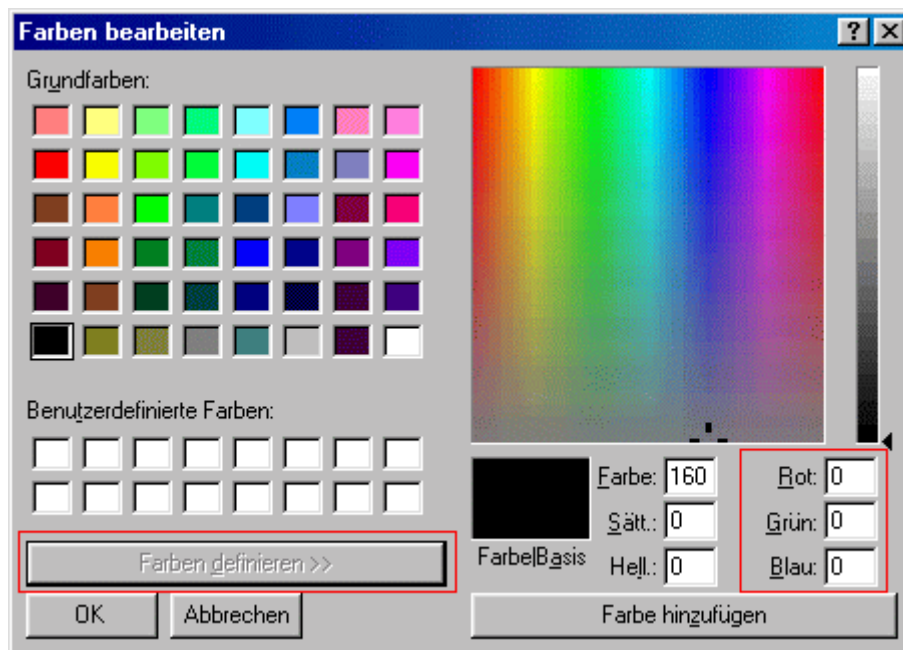 Farben bearbeiten
Grundfarben:
Benutzerdefinierte Farben:
Farben definieren >>
OK
Abbrechen
Farbe|Basis
Farbe: 160
Sätt.: 0
Hell.: 0
Rot: 0
Grün: 0
Blau: 0
Farbe hinzufügen